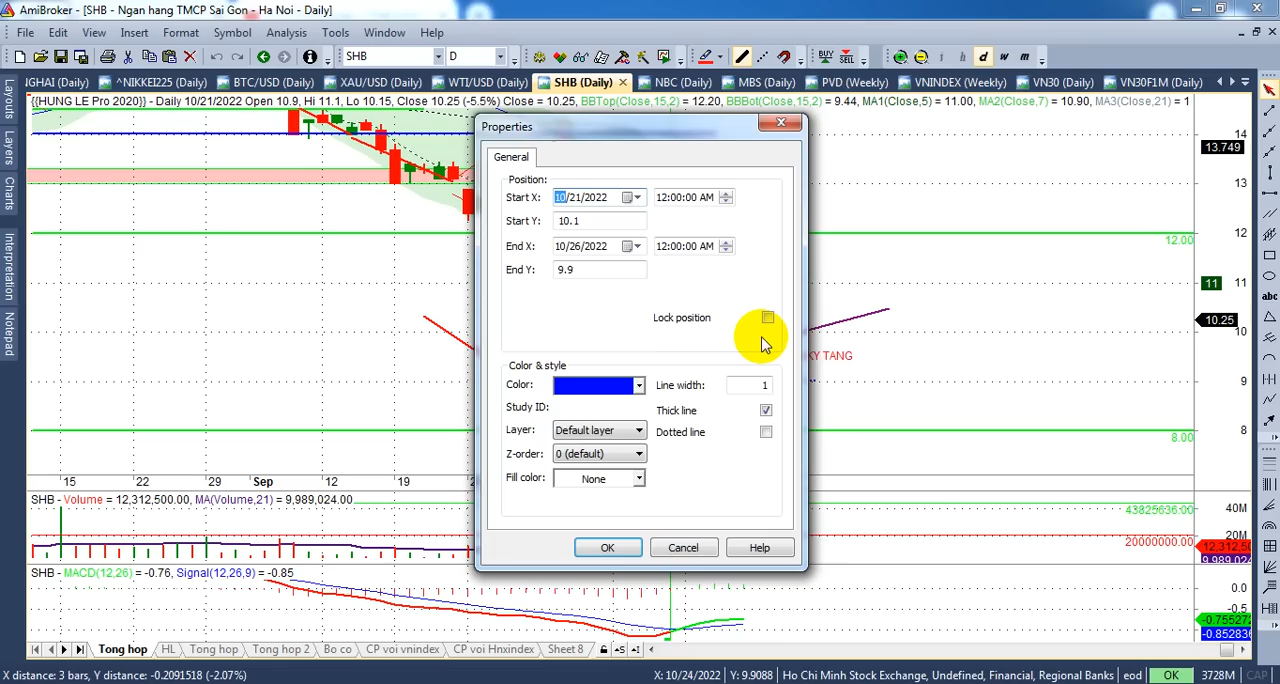 AmiBroker - [SHB - Ngan hang TMCP Sai Gon - Ha Noi - Daily]
File Edit View Insert Format Symbol Analysis Tools Window Help
SHB D BUY SELL i h d w m
IGHAI (Daily) ^NIKKEI225 (Daily) BTC/USD (Daily) XAU/USD (Daily) WTI/USD (Daily) SHB (Daily) NBC (Daily) MBS (Daily) PVD (Weekly) VNINDEX (Weekly) VN30 (Daily) VN30F1M (Daily)
{{HUNG LE Pro 2020}} - Daily 10/21/2022 Open 10.9, Hi 11.1, Lo 10.15, Close 10.25 (-5.5%) Close = 10.25, BBTop(Close,15,2) = 12.20, BBBot(Close,15,2) = 9.44, MA1(Close,5) = 11.00, MA2(Close,7) = 10.90, MA3(Close,21) = 1
Layouts
Layers
Charts
Interpretation
Notepad
abc
14
13.749
13
12
12.00
11
11
10.25
10
KY TANG
9
8.00
8
Properties
General
Position:
Start X: 10/21/2022 12:00:00 AM
Start Y: 10.1
End X: 10/26/2022 12:00:00 AM
End Y: 9.9
Lock position
Color & style
Color: Line width: 1
Study ID: Thick line
Layer: Default layer Dotted line
Z-order: 0 (default)
Fill color: None
OK Cancel Help
15 22 29 Sep 12 19
SHB - Volume = 12,312,500.00, MA(Volume,21) = 9,989,024.00
43825636.00 40M
20M
20000000.00 12,312,50
9,989,024
SHB - MACD(12,26) = -0.76, Signal(12,26,9) = -0.85
0.0
-0.5
-0.755272
-0.852836
Tong hop HL Tong hop Tong hop 2 Bo co CP voi vnindex CP voi Hnxindex Sheet 8
X distance: 3 bars, Y distance: -0.2091518 (-2.07%) X: 10/24/2022 Y: 9.9088 Ho Chi Minh Stock Exchange, Undefined, Financial, Regional Banks eod OK 3728M CAP